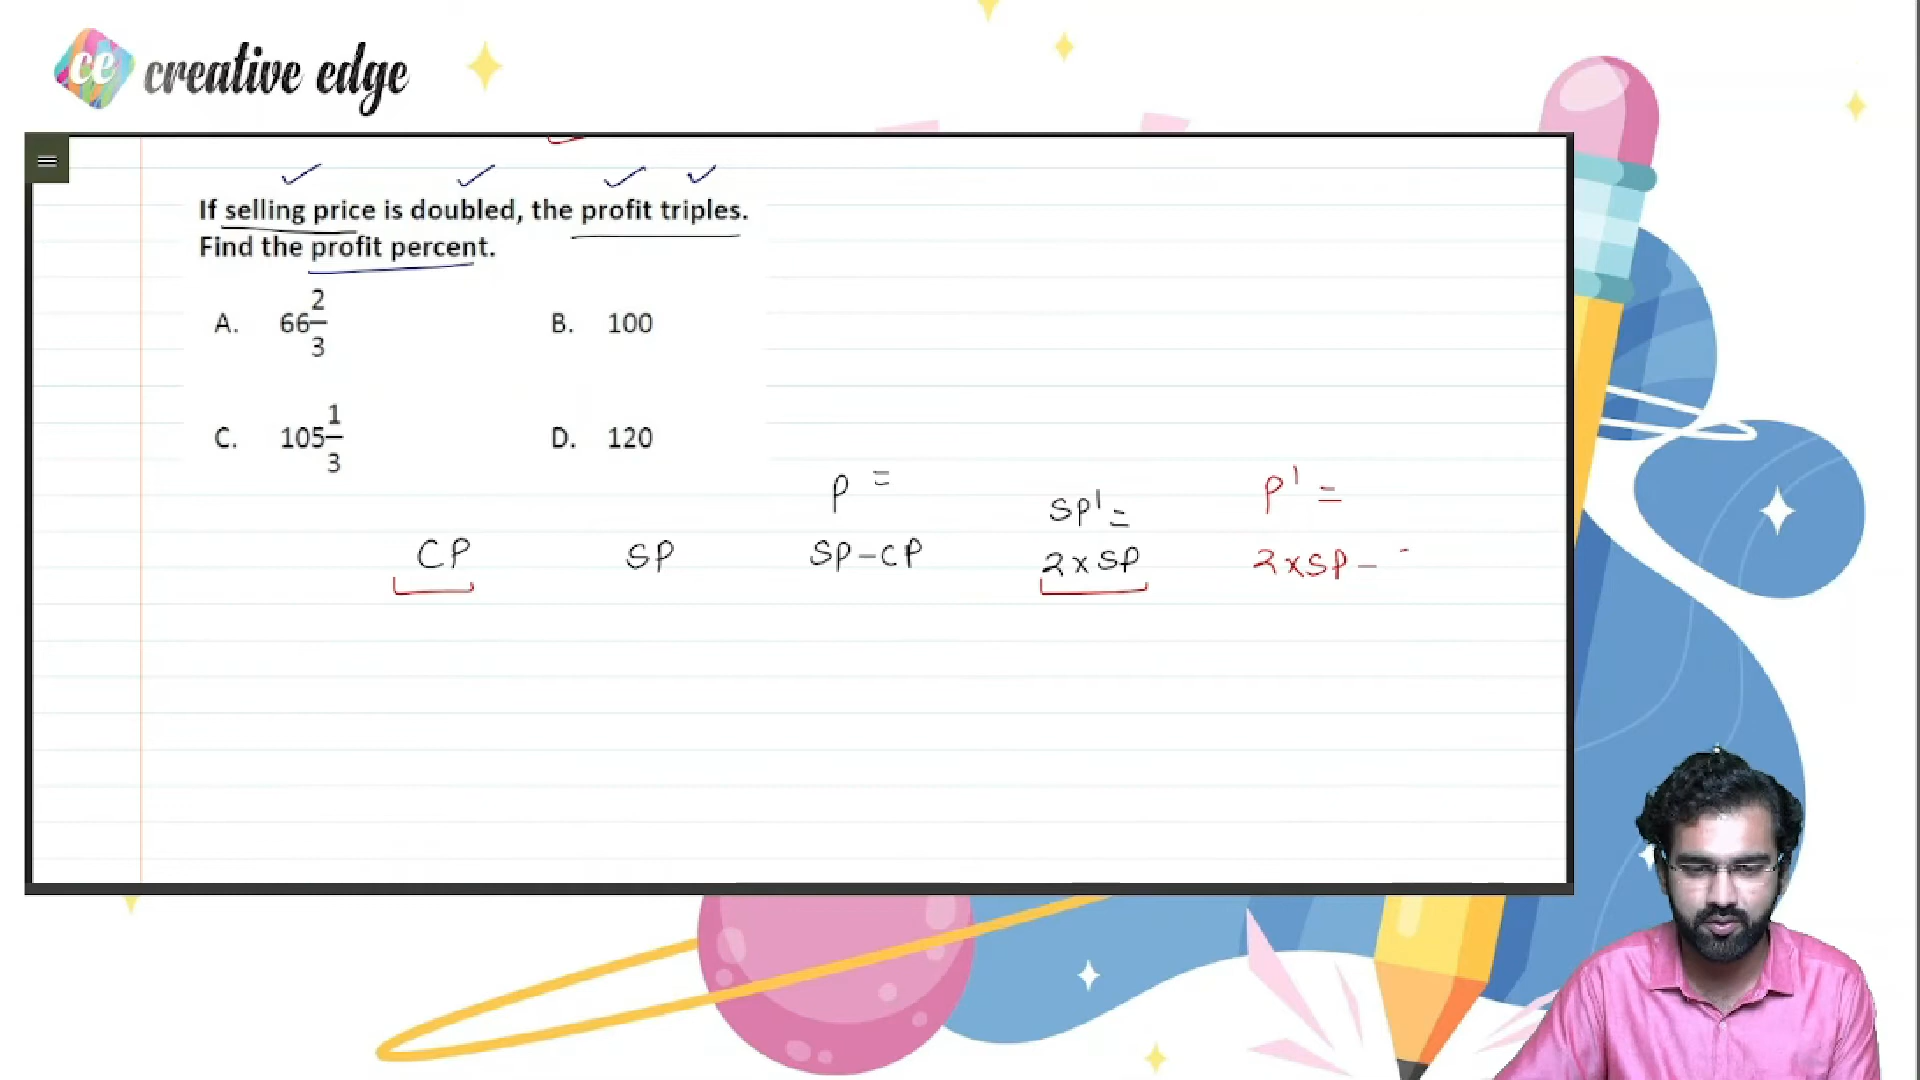 ce creative edge
If selling price is doubled, the profit triples.
Find the profit percent.
A. 66 2/3 B. 100
C. 105 1/3 D. 120
P =
SP' =
P' =
CP SP SP-CP 2xSP 2xSP-